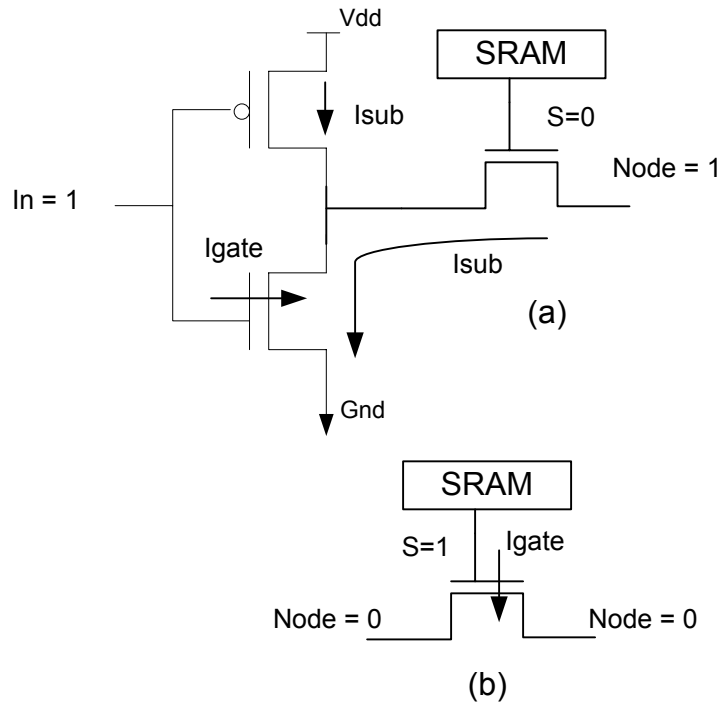 Vdd
SRAM
Isub
S=0
Node = 1
In = 1
Igate
Isub
(a)
Gnd
SRAM
S=1
Igate
Node = 0
Node = 0
(b)